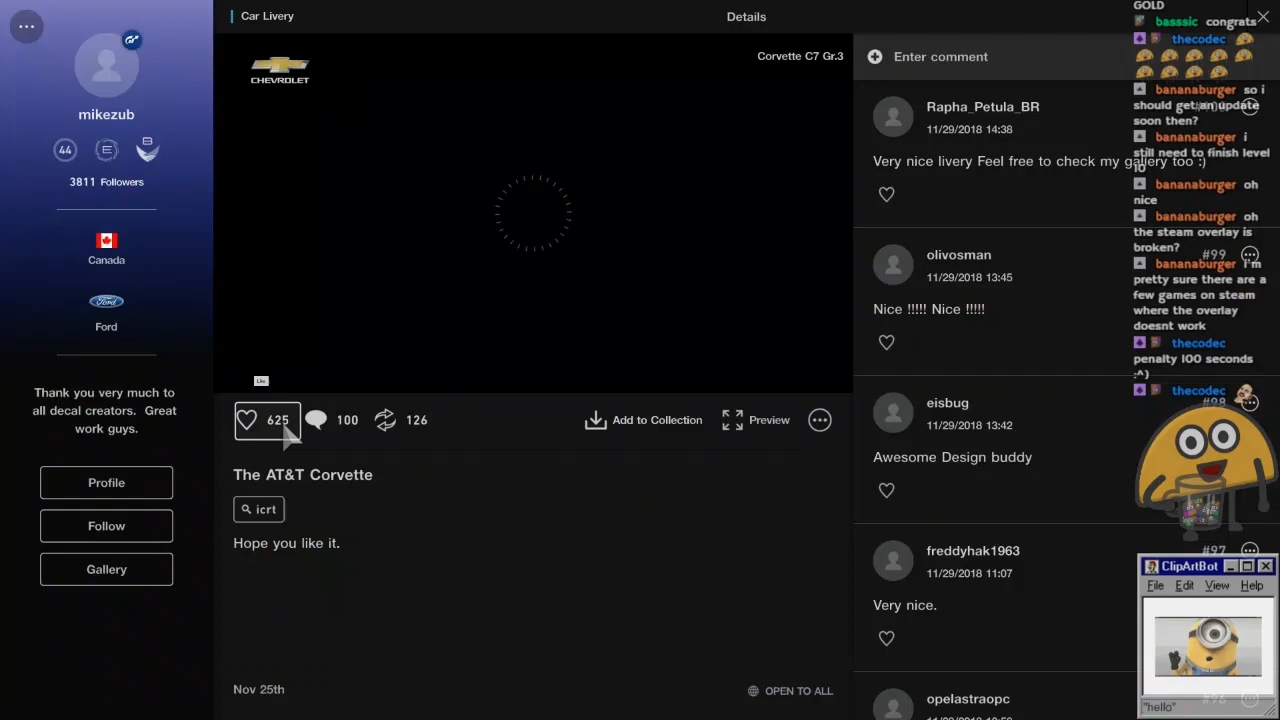 mikezub
44
E
B
3811 Followers
Canada
Ford
Ford
Thank you very much to
all decal creators.  Great
work guys.
Profile
Follow
Gallery
Car Livery
Details
CHEVROLET
Corvette C7 Gr.3
Like
625
100
126
Add to Collection
Preview
The AT&T Corvette
icrt
Hope you like it.
Nov 25th
OPEN TO ALL
Enter comment
Rapha_Petula_BR
11/29/2018 14:38
Very nice livery Feel free to check my gallery too :)
olivosman
#99
11/29/2018 13:45
Nice !!!!! Nice !!!!!
eisbug
#98
11/29/2018 13:42
Awesome Design buddy
freddyhak1963
#97
11/29/2018 11:07
Very nice.
opelastraopc
GOLD
basssic congrats
thecodec
bananaburger so i
should get an update
soon then?
bananaburger i
still need to finish level
10
bananaburger oh
nice
bananaburger oh
the steam overlay is
broken?
bananaburger i'm
pretty sure there are a
few games on steam
where the overlay
doesnt work
thecodec
penalty 100 seconds
:^)
thecodec
ClipArtBot
File Edit View Help
"hello"